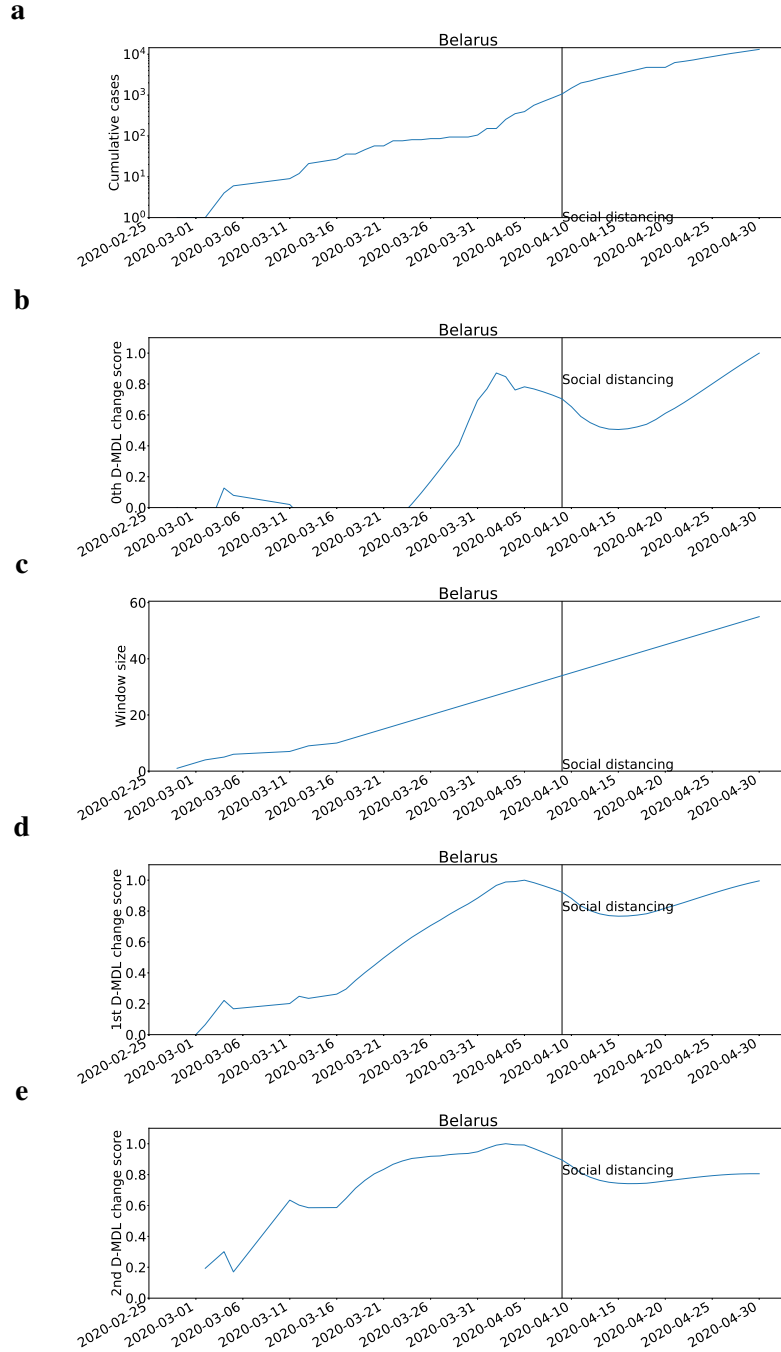 a
Belarus
Cumulative cases
10⁴
10³
10²
10¹
10⁰
Social distancing
2020-02-25 2020-03-01 2020-03-06 2020-03-11 2020-03-16 2020-03-21 2020-03-26 2020-03-31 2020-04-05 2020-04-10 2020-04-15 2020-04-20 2020-04-25 2020-04-30
b
Belarus
0th D-MDL change score
1.0
0.8
0.6
0.4
0.2
0.0
Social distancing
2020-02-25 2020-03-01 2020-03-06 2020-03-11 2020-03-16 2020-03-21 2020-03-26 2020-03-31 2020-04-05 2020-04-10 2020-04-15 2020-04-20 2020-04-25 2020-04-30
c
Belarus
Window size
60
40
20
0
Social distancing
2020-02-25 2020-03-01 2020-03-06 2020-03-11 2020-03-16 2020-03-21 2020-03-26 2020-03-31 2020-04-05 2020-04-10 2020-04-15 2020-04-20 2020-04-25 2020-04-30
d
Belarus
1st D-MDL change score
1.0
0.8
0.6
0.4
0.2
0.0
Social distancing
2020-02-25 2020-03-01 2020-03-06 2020-03-11 2020-03-16 2020-03-21 2020-03-26 2020-03-31 2020-04-05 2020-04-10 2020-04-15 2020-04-20 2020-04-25 2020-04-30
e
Belarus
2nd D-MDL change score
1.0
0.8
0.6
0.4
0.2
0.0
Social distancing
2020-02-25 2020-03-01 2020-03-06 2020-03-11 2020-03-16 2020-03-21 2020-03-26 2020-03-31 2020-04-05 2020-04-10 2020-04-15 2020-04-20 2020-04-25 2020-04-30